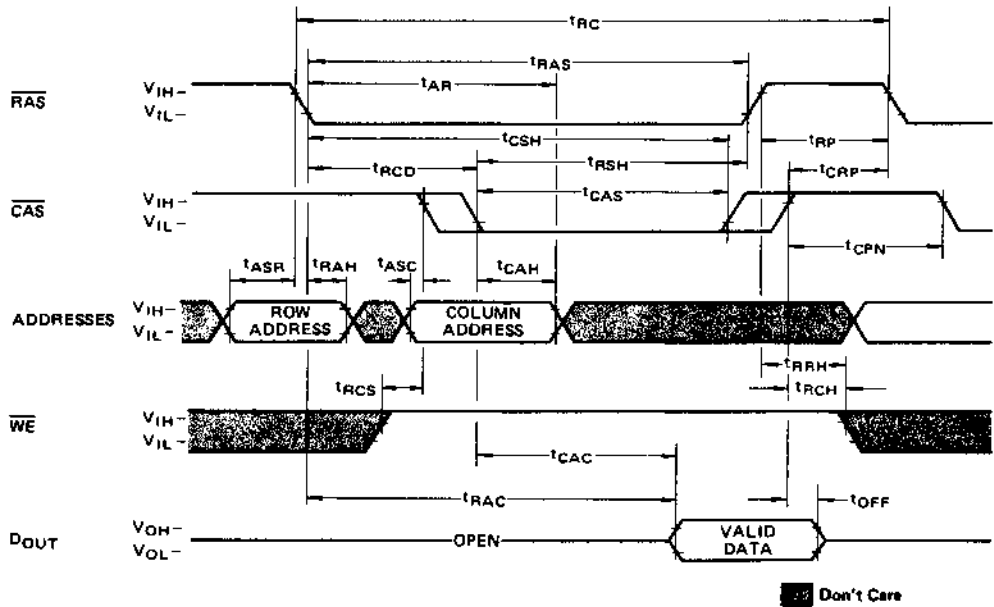 tRC
tRAS
tAR
RAS
VIH–
VIL–
tCSH
tRP
tRCD
tRSH
tCRP
tCAS
CAS
VIH–
VIL–
tCPN
tASR
tRAH
tASC
tCAH
ADDRESSES
VIH–
VIL–
ROW
ADDRESS
COLUMN
ADDRESS
tRRH
tRCS
tRCH
WE
VIH–
VIL–
tCAC
tRAC
tOFF
DOUT
VOH–
VOL–
OPEN
VALID
DATA
Don't Care